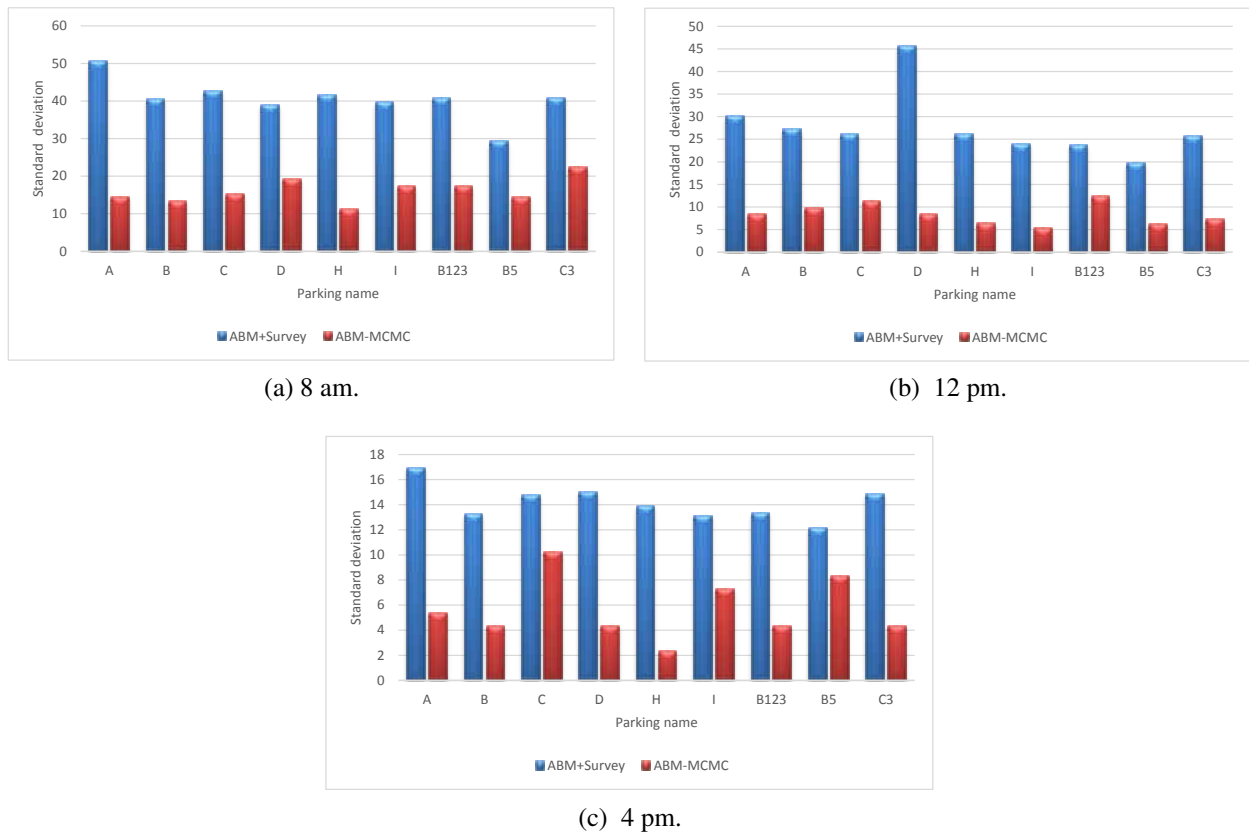 60
50
40
30
20
10
0
Standard deviation
A B C D H I B123 B5 C3
Parking name
ABM+Survey ABM-MCMC
(a) 8 am.
50
45
40
35
30
25
20
15
10
5
0
Standard deviation
A B C D H I B123 B5 C3
Parking name
ABM+Survey ABM-MCMC
(b) 12 pm.
18
16
14
12
10
8
6
4
2
0
Standard deviation
A B C D H I B123 B5 C3
Parking name
ABM+Survey ABM-MCMC
(c) 4 pm.